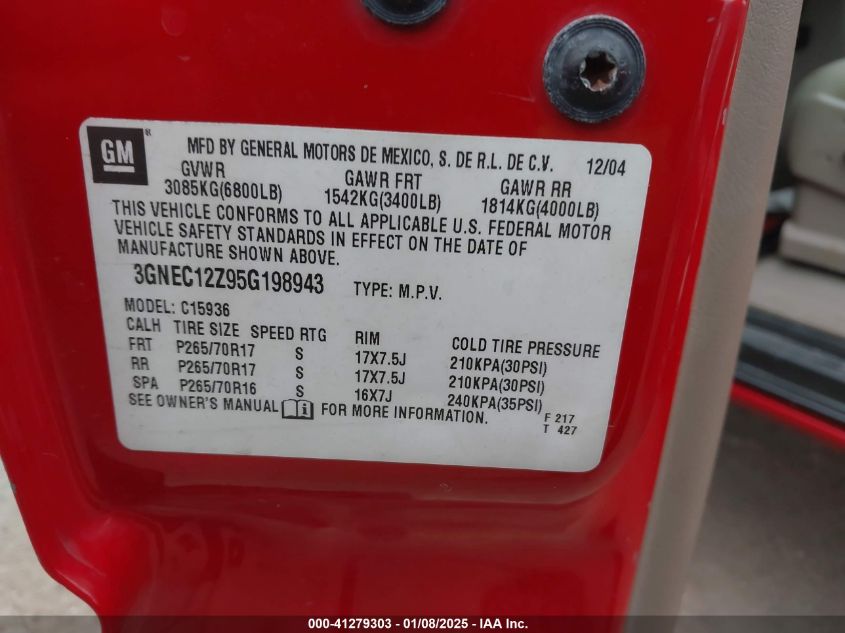 GM ® MFD BY GENERAL MOTORS DE MEXICO, S. DE R.L. DE C.V. 12/04
GVWR GAWR FRT GAWR RR
3085KG(6800LB) 1542KG(3400LB) 1814KG(4000LB)
THIS VEHICLE CONFORMS TO ALL APPLICABLE U.S. FEDERAL MOTOR
VEHICLE SAFETY STANDARDS IN EFFECT ON THE DATE OF
MANUFACTURE SHOWN ABOVE.
3GNEC12Z95G198943 TYPE: M.P.V.
MODEL: C15936
CALH TIRE SIZE SPEED RTG RIM COLD TIRE PRESSURE
FRT P265/70R17 S 17X7.5J 210KPA(30PSI)
RR P265/70R17 S 17X7.5J 210KPA(30PSI)
SPA P265/70R16 S 16X7J 240KPA(35PSI)
SEE OWNER'S MANUAL i FOR MORE INFORMATION. F 217
T 427
000-41279303 - 01/08/2025 - IAA Inc.